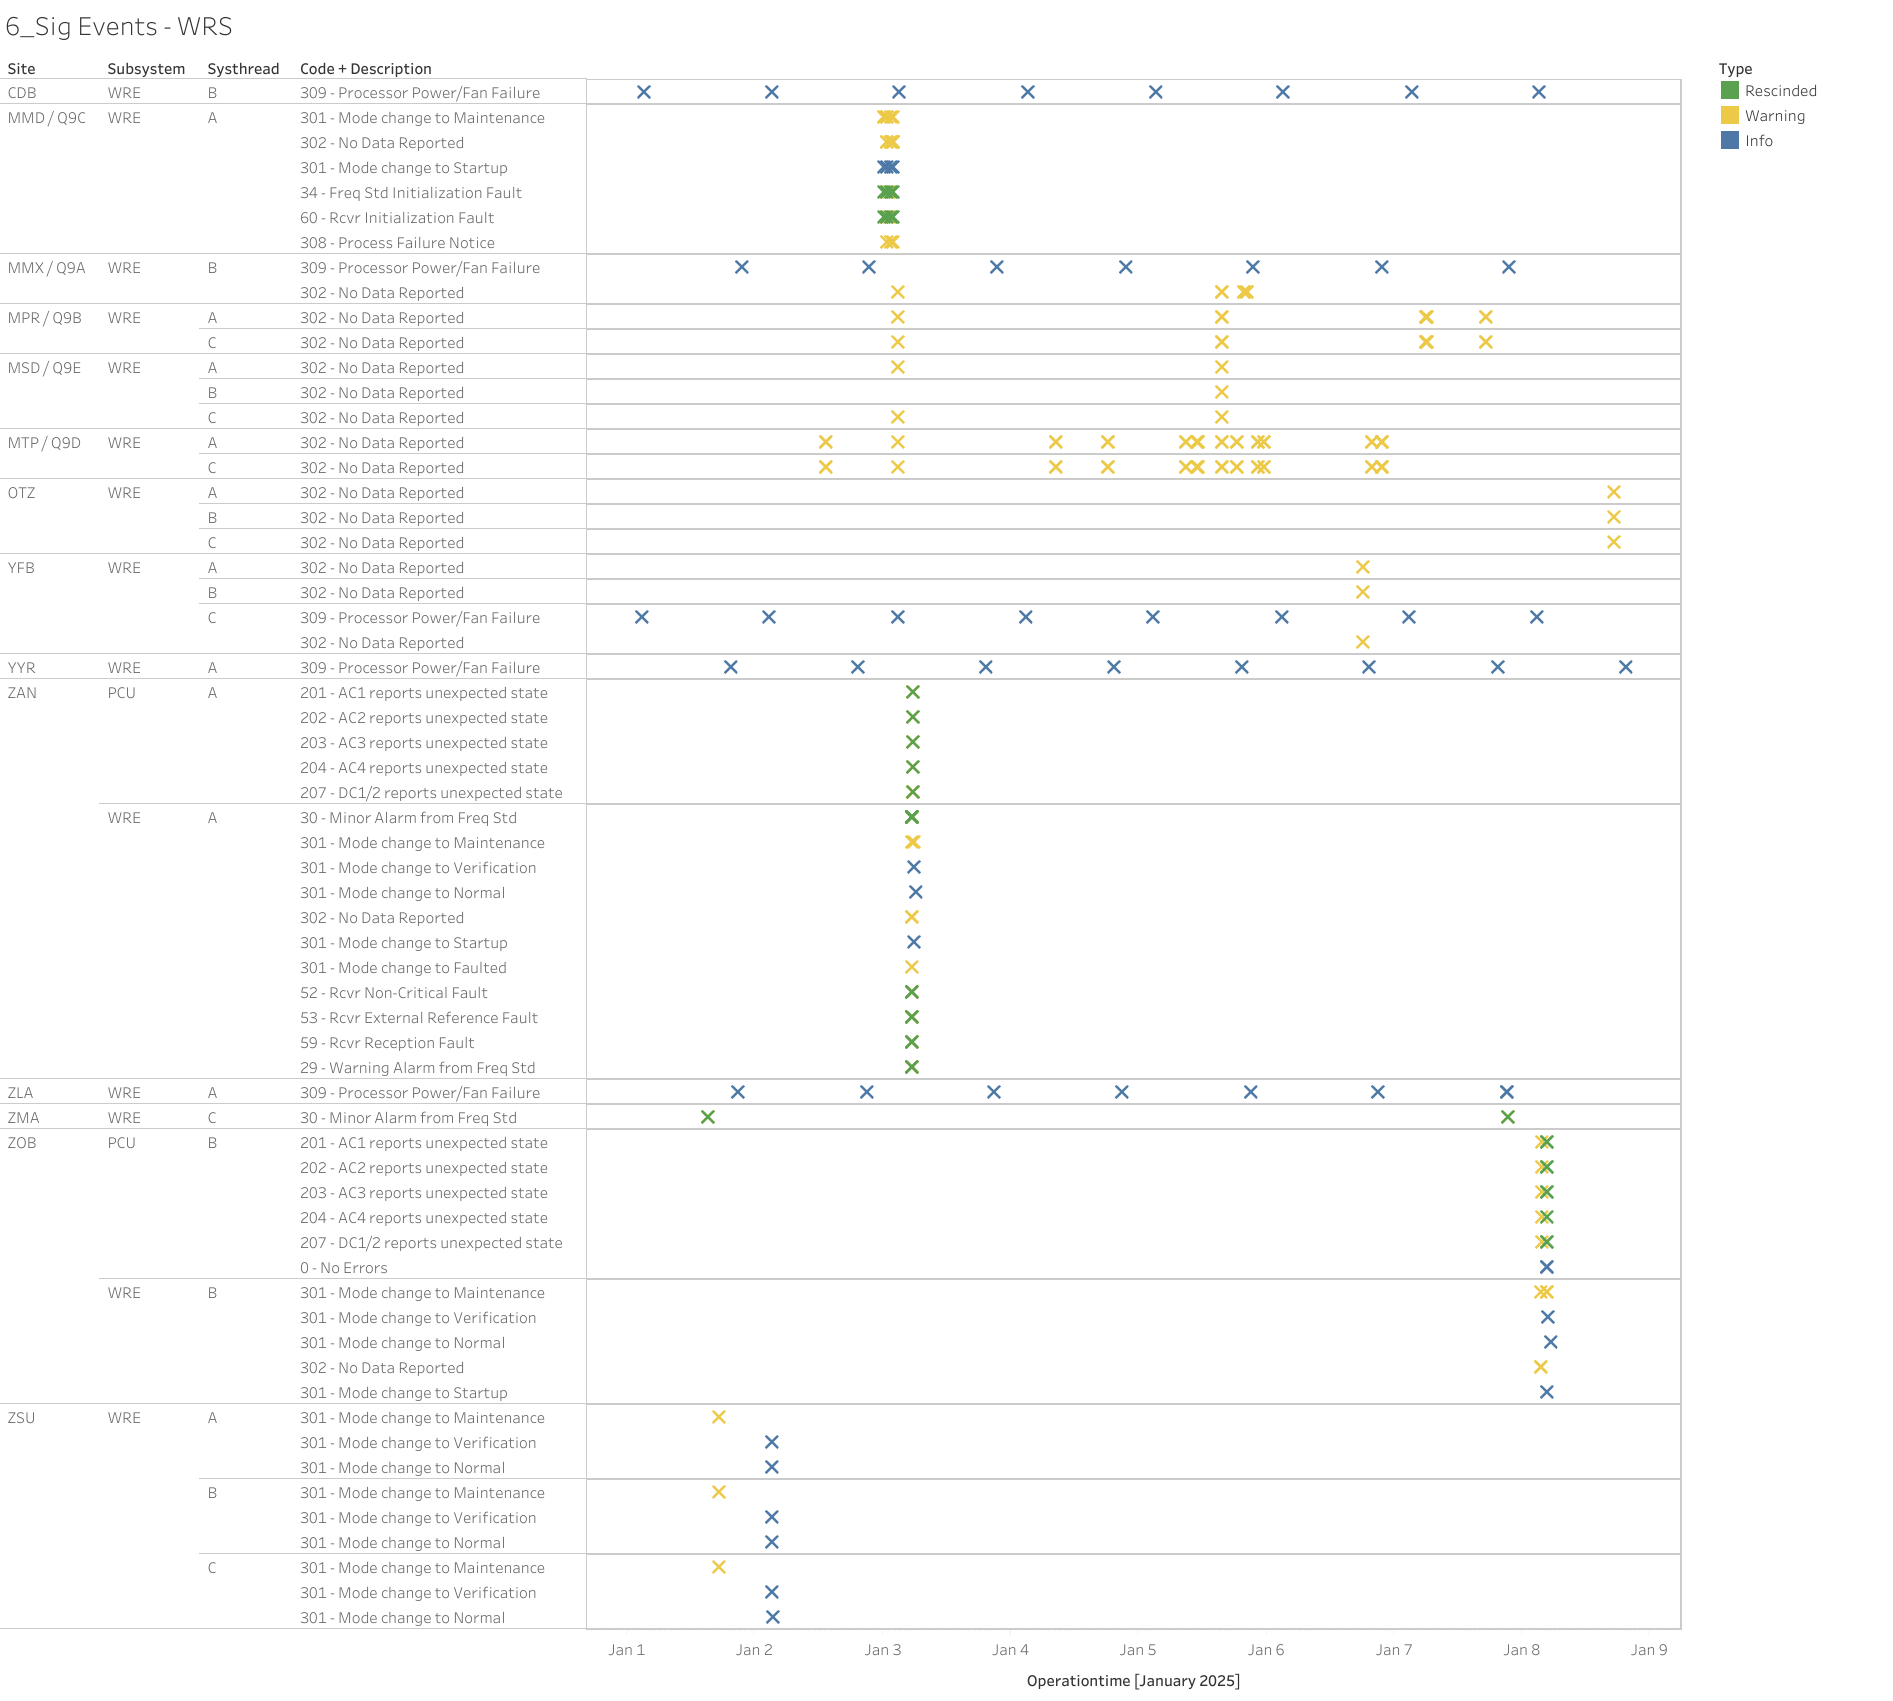 6_Sig Events - WRS
Site Subsystem Systhread Code + Description
Type
Rescinded
Warning
Info
CDB WRE B 309 - Processor Power/Fan Failure
MMD / Q9C WRE A 301 - Mode change to Maintenance
302 - No Data Reported
301 - Mode change to Startup
34 - Freq Std Initialization Fault
60 - Rcvr Initialization Fault
308 - Process Failure Notice
MMX / Q9A WRE B 309 - Processor Power/Fan Failure
302 - No Data Reported
MPR / Q9B WRE A 302 - No Data Reported
C 302 - No Data Reported
MSD / Q9E WRE A 302 - No Data Reported
B 302 - No Data Reported
C 302 - No Data Reported
MTP / Q9D WRE A 302 - No Data Reported
C 302 - No Data Reported
OTZ WRE A 302 - No Data Reported
B 302 - No Data Reported
C 302 - No Data Reported
YFB WRE A 302 - No Data Reported
B 302 - No Data Reported
C 309 - Processor Power/Fan Failure
302 - No Data Reported
YYR WRE A 309 - Processor Power/Fan Failure
ZAN PCU A 201 - AC1 reports unexpected state
202 - AC2 reports unexpected state
203 - AC3 reports unexpected state
204 - AC4 reports unexpected state
207 - DC1/2 reports unexpected state
WRE A 30 - Minor Alarm from Freq Std
301 - Mode change to Maintenance
301 - Mode change to Verification
301 - Mode change to Normal
302 - No Data Reported
301 - Mode change to Startup
301 - Mode change to Faulted
52 - Rcvr Non-Critical Fault
53 - Rcvr External Reference Fault
59 - Rcvr Reception Fault
29 - Warning Alarm from Freq Std
ZLA WRE A 309 - Processor Power/Fan Failure
ZMA WRE C 30 - Minor Alarm from Freq Std
ZOB PCU B 201 - AC1 reports unexpected state
202 - AC2 reports unexpected state
203 - AC3 reports unexpected state
204 - AC4 reports unexpected state
207 - DC1/2 reports unexpected state
0 - No Errors
WRE B 301 - Mode change to Maintenance
301 - Mode change to Verification
301 - Mode change to Normal
302 - No Data Reported
301 - Mode change to Startup
ZSU WRE A 301 - Mode change to Maintenance
301 - Mode change to Verification
301 - Mode change to Normal
B 301 - Mode change to Maintenance
301 - Mode change to Verification
301 - Mode change to Normal
C 301 - Mode change to Maintenance
301 - Mode change to Verification
301 - Mode change to Normal
Jan 1 Jan 2 Jan 3 Jan 4 Jan 5 Jan 6 Jan 7 Jan 8 Jan 9
Operationtime [January 2025]